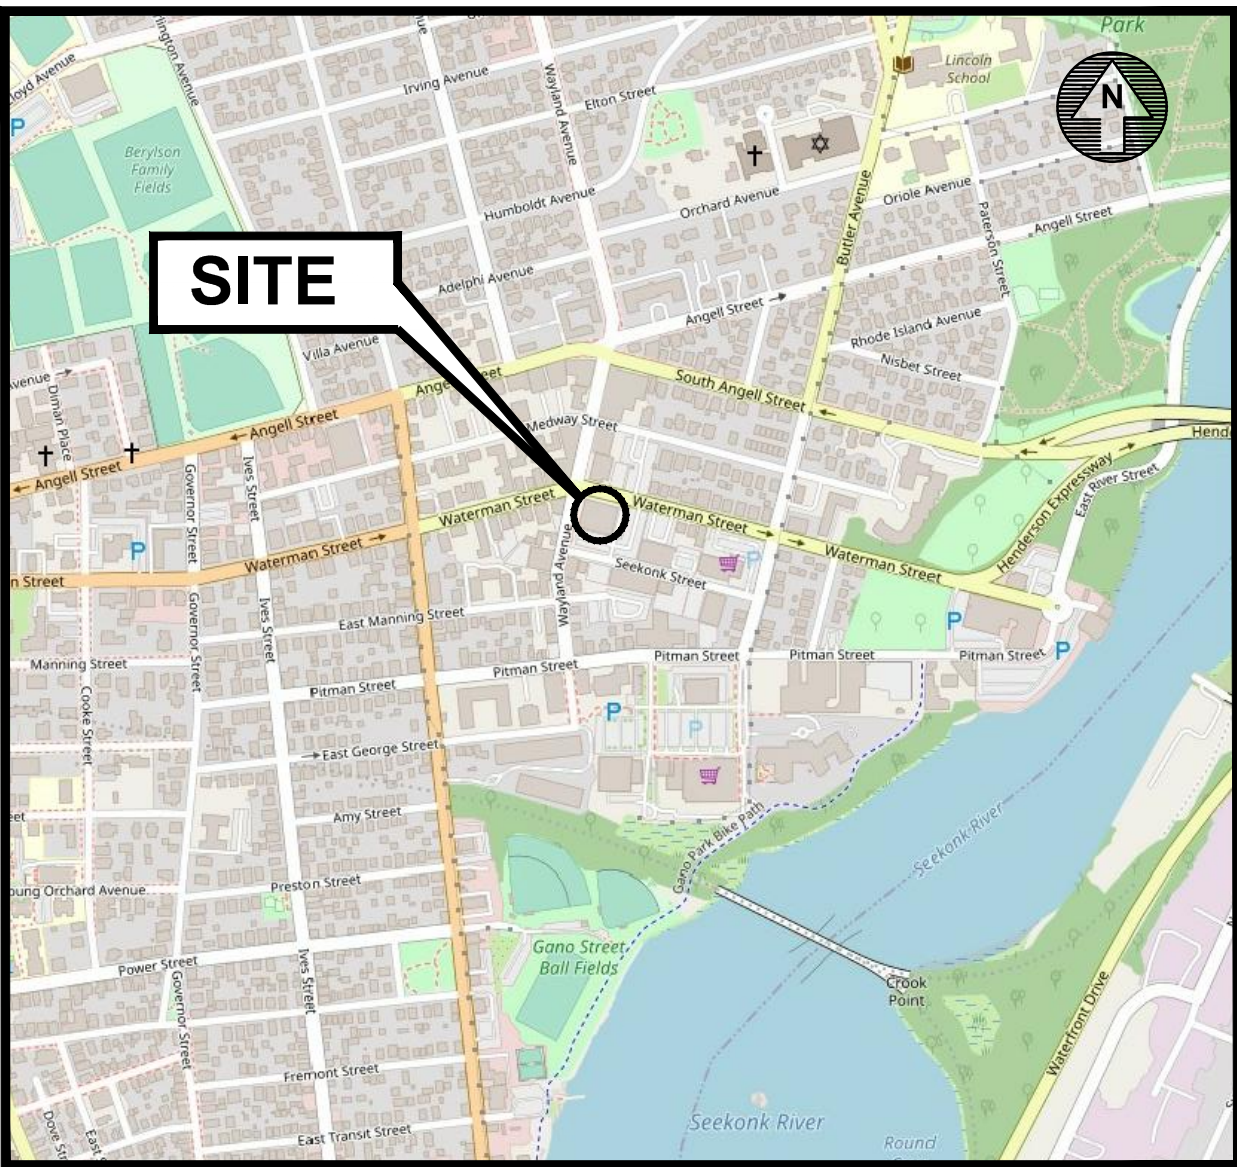 Park
Lincoln
School
N
Irving Avenue
Elton Street
Wayland Avenue
P
Berylson
Family
Fields
Humboldt Avenue
Orchard Avenue
Oriole Avenue
Butler Avenue
Paterson Street
Angell Street
SITE
Adelphi Avenue
Angell Street
Rhode Island Avenue
Nisbet Street
Villa Avenue
South Angell Street
Diman Place
Medway Street
Angell Street
Angell Street
Governor Street
Ives Street
Henderson Expressway
East River Street
Waterman Street
Waterman Street
Waterman Street
Waterman Street
P
P
Wayland Avenue
Seekonk Street
Governor Street
Ives Street
East Manning Street
P
P
Manning Street
Pitman Street
Pitman Street
Pitman Street
Pitman Street
Pitman Street
Cooke Street
P
P
East George Street
Amy Street
Gano Park Bike Path
Seekonk River
Preston Street
Gano Street
Ball Fields
Power Street
Governor Street
Ives Street
Crook
Point
Waterfront Drive
Fremont Street
East Transit Street
Seekonk River
Round